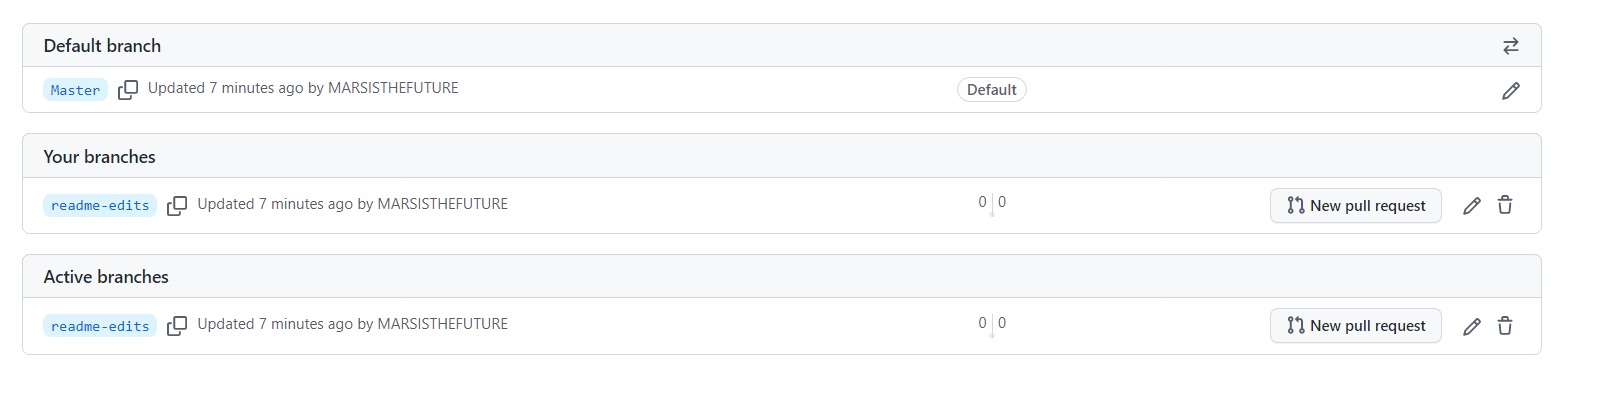 Default branch
Master Updated 7 minutes ago by MARSISTHEFUTURE Default
Your branches
readme-edits Updated 7 minutes ago by MARSISTHEFUTURE 0 0 New pull request
Active branches
readme-edits Updated 7 minutes ago by MARSISTHEFUTURE 0 0 New pull request